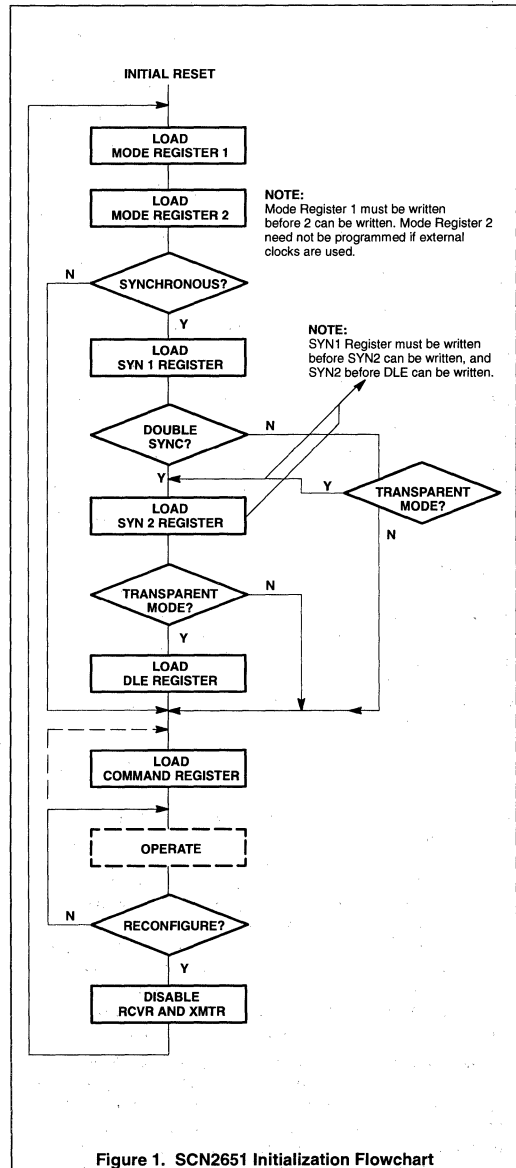 INITIAL RESET
LOAD
MODE REGISTER 1
LOAD
MODE REGISTER 2
NOTE:
Mode Register 1 must be written
before 2 can be written. Mode Register 2
need not be programmed if external
clocks are used.
N
SYNCHRONOUS?
Y
NOTE:
SYN1 Register must be written
before SYN2 can be written, and
SYN2 before DLE can be written.
LOAD
SYN 1 REGISTER
DOUBLE
SYNC?
N
Y
Y
TRANSPARENT
MODE?
LOAD
SYN 2 REGISTER
N
TRANSPARENT
MODE?
N
Y
LOAD
DLE REGISTER
LOAD
COMMAND REGISTER
OPERATE
N
RECONFIGURE?
Y
DISABLE
RCVR AND XMTR
Figure 1. SCN2651 Initialization Flowchart